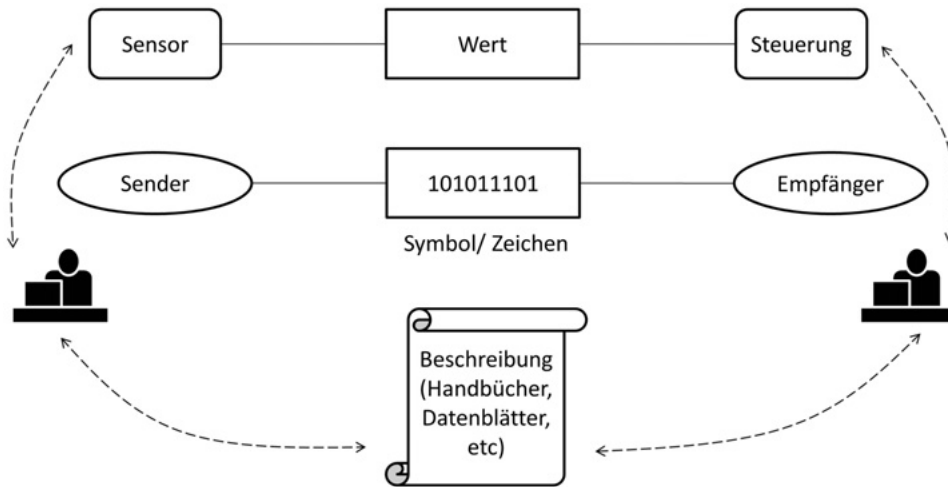 Sensor
Wert
Steuerung
Sender
101011101
Empfänger
Symbol/ Zeichen
Beschreibung
(Handbücher,
Datenblätter,
etc)